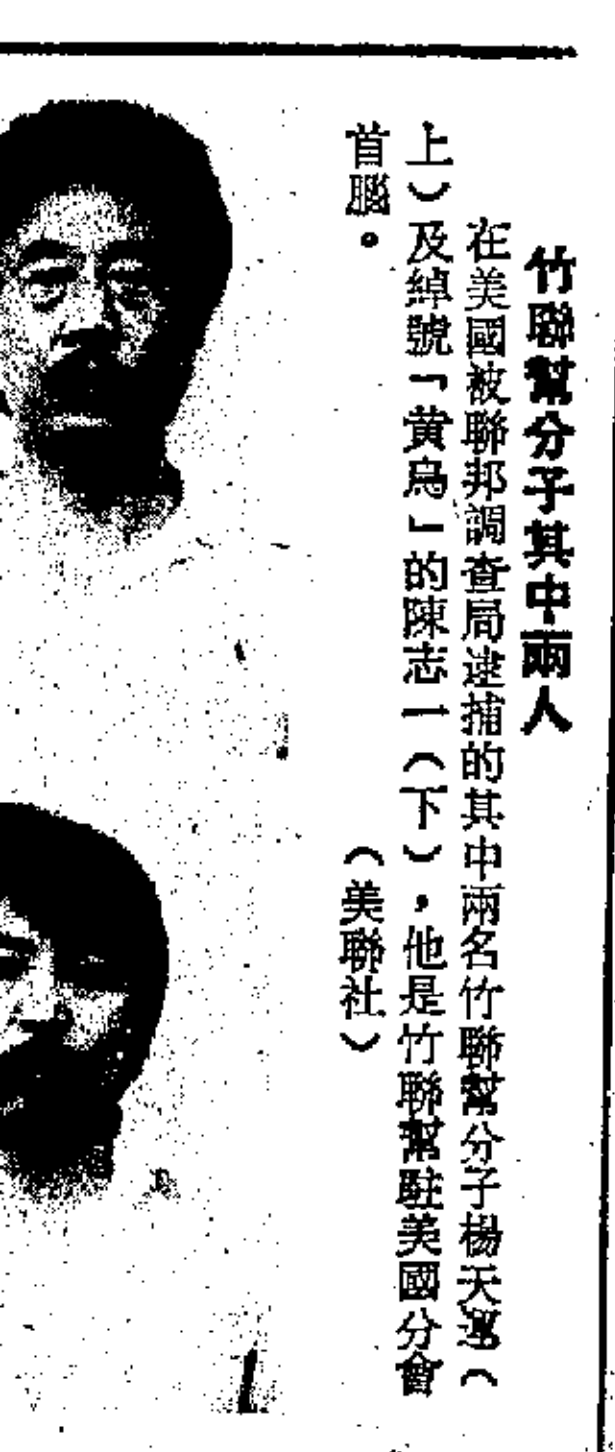 竹聯幫分子其中兩人
在美國被聯邦調查局逮捕的其中兩名竹聯幫分子楊天運（
上）及綽號「黄鳥」的陳志一（下），他是竹聯幫駐美國分會
首腦。
（美聯社）